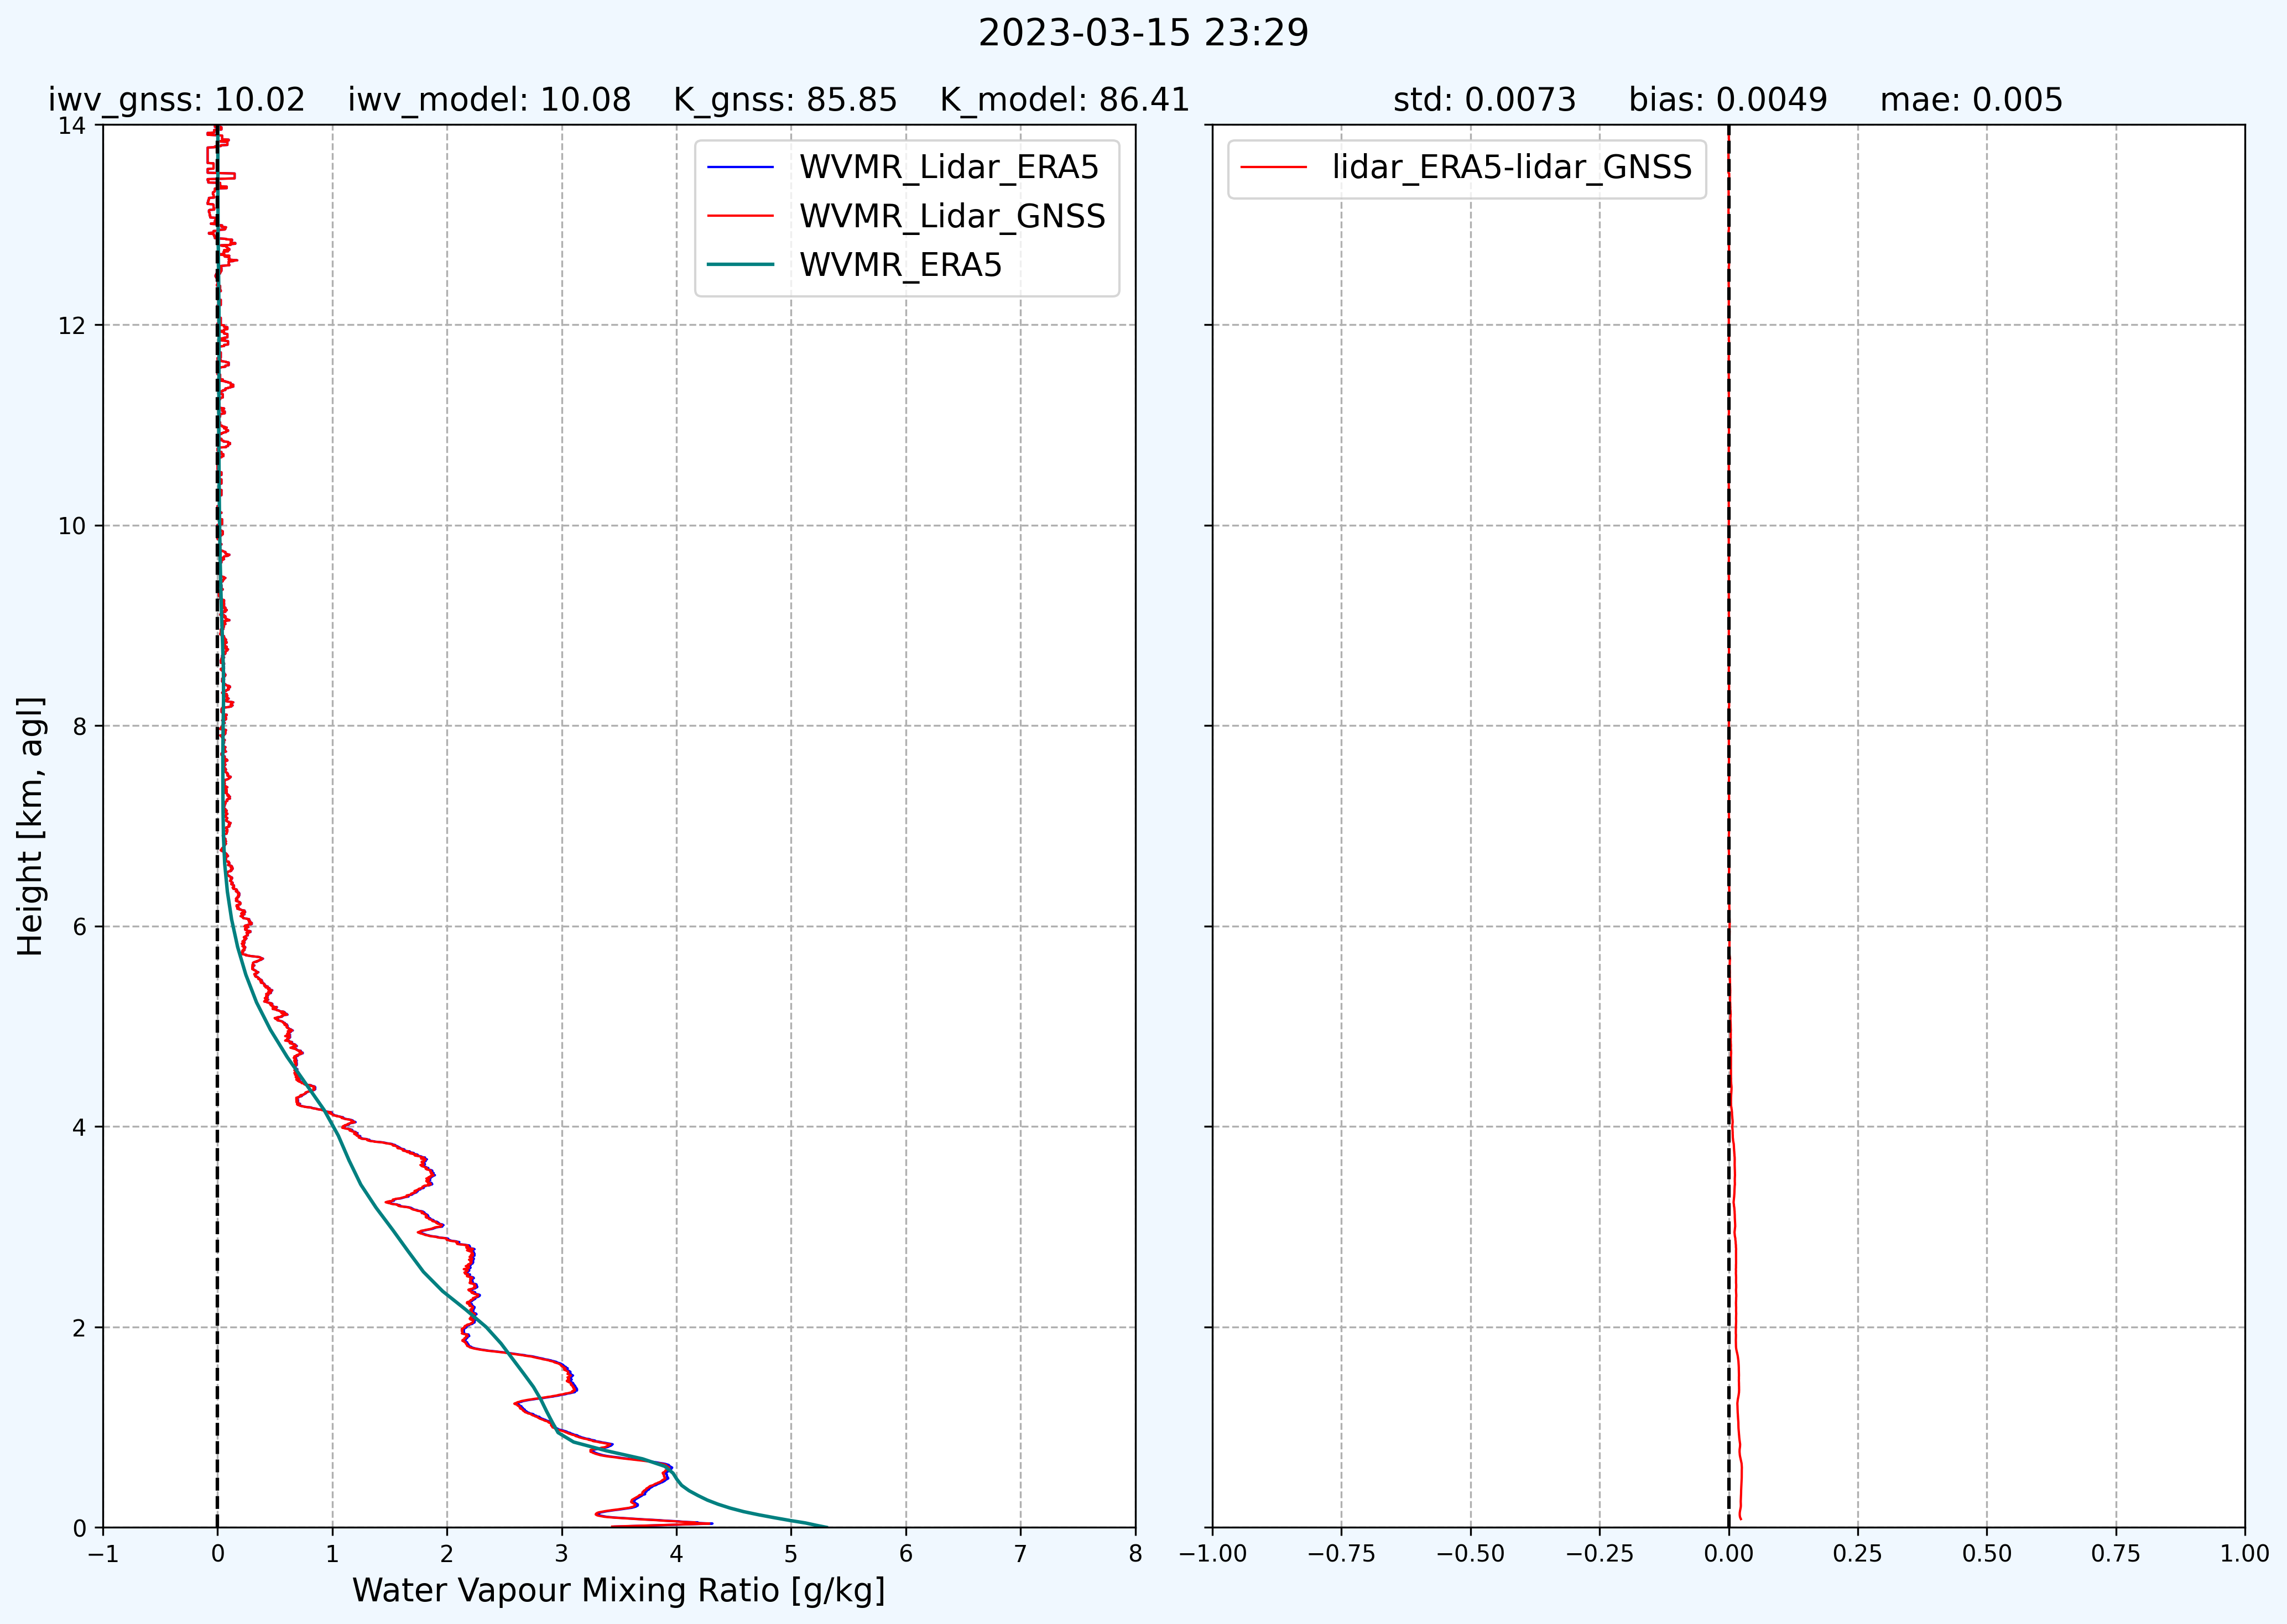 2023-03-15 23:29
iwv_gnss: 10.02 iwv_model: 10.08 K_gnss: 85.85 K_model: 86.41
std: 0.0073 bias: 0.0049 mae: 0.005
WVMR_Lidar_ERA5
WVMR_Lidar_GNSS
WVMR_ERA5
lidar_ERA5-lidar_GNSS
Height [km, agl]
14
12
10
8
6
4
2
0
−1 0 1 2 3 4 5 6 7 8
Water Vapour Mixing Ratio [g/kg]
−1.00 −0.75 −0.50 −0.25 0.00 0.25 0.50 0.75 1.00